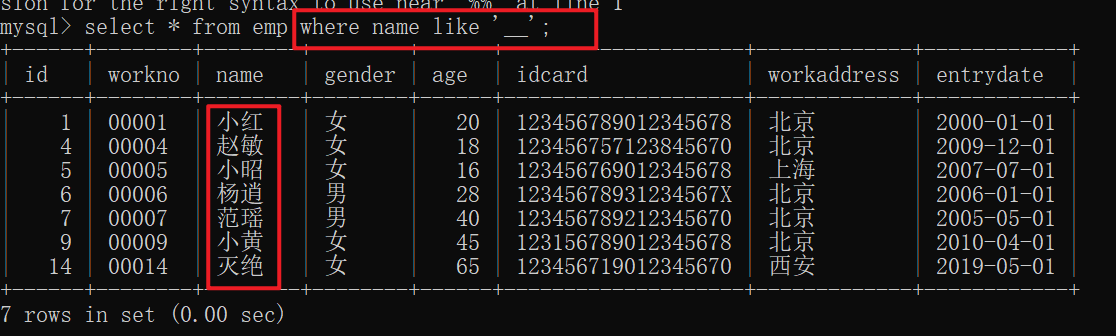 sion for the right syntax to use near '%%' at line 1
mysql> select * from emp where name like '__';
+------+--------+------+--------+------+--------------------+-------------+------------+
| id | workno | name | gender | age | idcard | workaddress | entrydate |
+------+--------+------+--------+------+--------------------+-------------+------------+
| 1 | 00001 | 小红 | 女 | 20 | 123456789012345678 | 北京 | 2000-01-01 |
| 4 | 00004 | 赵敏 | 女 | 18 | 123456757123845670 | 北京 | 2009-12-01 |
| 5 | 00005 | 小昭 | 女 | 16 | 123456769012345678 | 上海 | 2007-07-01 |
| 6 | 00006 | 杨逍 | 男 | 28 | 12345678931234567X | 北京 | 2006-01-01 |
| 7 | 00007 | 范瑶 | 男 | 40 | 123456789212345670 | 北京 | 2005-05-01 |
| 9 | 00009 | 小黄 | 女 | 45 | 123156789012345678 | 北京 | 2010-04-01 |
| 14 | 00014 | 灭绝 | 女 | 65 | 123456719012345670 | 西安 | 2019-05-01 |
+------+--------+------+--------+------+--------------------+-------------+------------+
7 rows in set (0.00 sec)